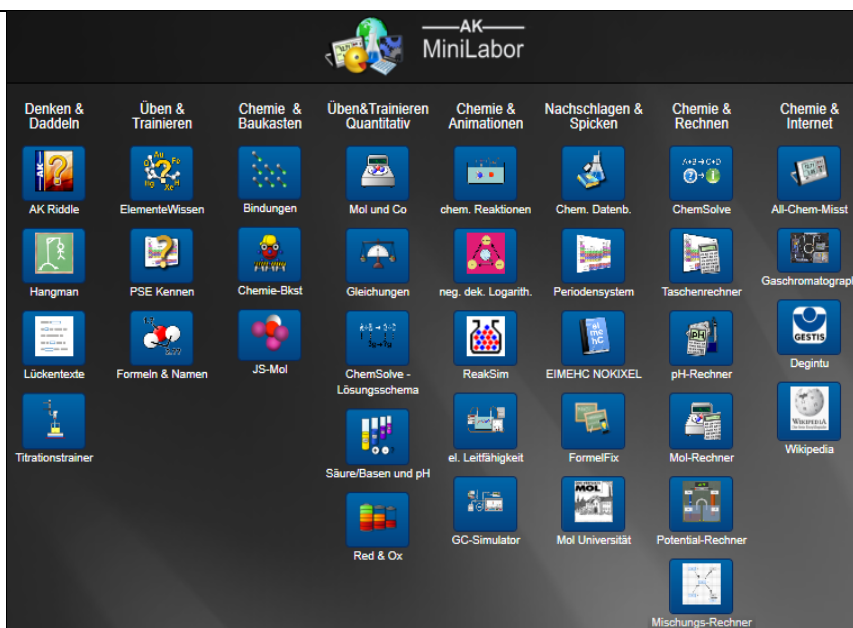 AK
MiniLabor
Denken &
Daddeln
Üben &
Trainieren
Chemie &
Baukasten
Üben&Trainieren
Quantitativ
Chemie &
Animationen
Nachschlagen &
Spicken
Chemie &
Rechnen
Chemie &
Internet
AK Riddle
ElementeWissen
Bindungen
Mol und Co
chem. Reaktionen
Chem. Datenb.
ChemSolve
All-Chem-Misst
Hangman
PSE Kennen
Chemie-Bkst
Gleichungen
neg. dek. Logarith.
Periodensystem
Taschenrechner
Gaschromatograph
Lückentexte
Formeln & Namen
JS-Mol
ChemSolve -
Lösungsschema
ReakSim
EIMEHC NOKIXEL
pH-Rechner
GESTIS
Degintu
Titrationstrainer
Säure/Basen und pH
el. Leitfähigkeit
FormelFix
Mol-Rechner
WIKIPEDIA
Wikipedia
Red & Ox
GC-Simulator
MOL
Mol Universität
Potential-Rechner
Mischungs-Rechner